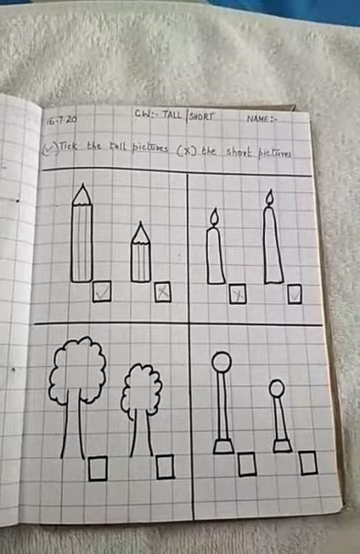 16.7.20 CW:- TALL | SHORT NAME:-
(✓) Tick the tall pictures (x) the short pictures